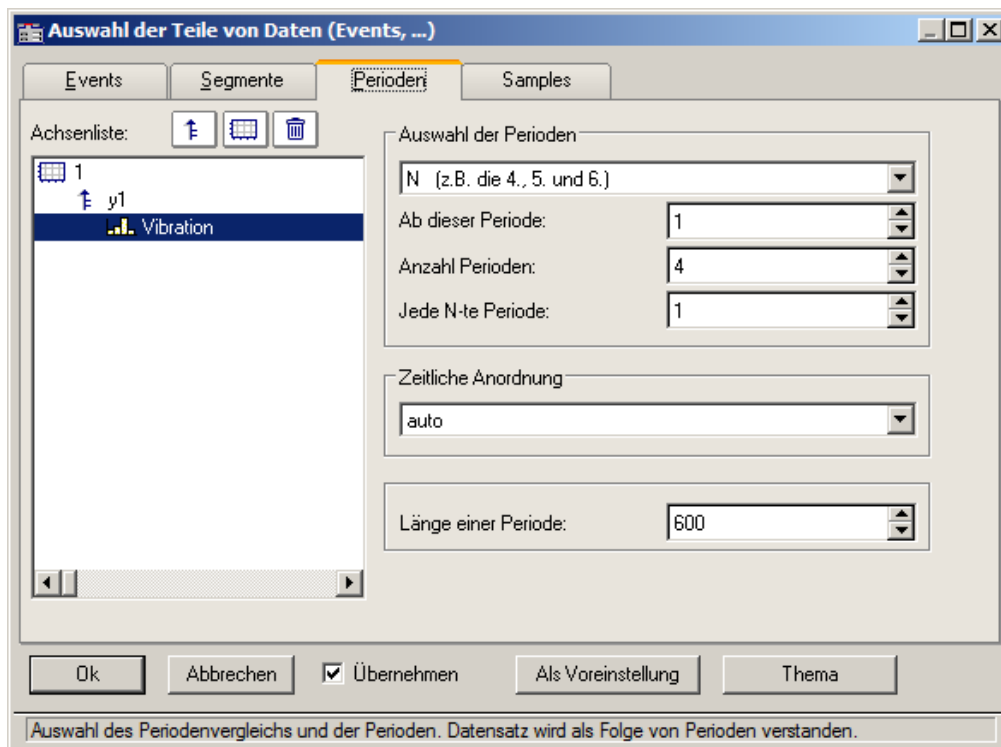 Auswahl der Teile von Daten (Events, ...)
Events Segmente Perioden Samples
Achsenliste:
1
y1
Vibration
Auswahl der Perioden
N (z.B. die 4., 5. und 6.)
Ab dieser Periode: 1
Anzahl Perioden: 4
Jede N-te Periode: 1
Zeitliche Anordnung
auto
Länge einer Periode: 600
Ok Abbrechen Übernehmen Als Voreinstellung Thema
Auswahl des Periodenvergleichs und der Perioden. Datensatz wird als Folge von Perioden verstanden.